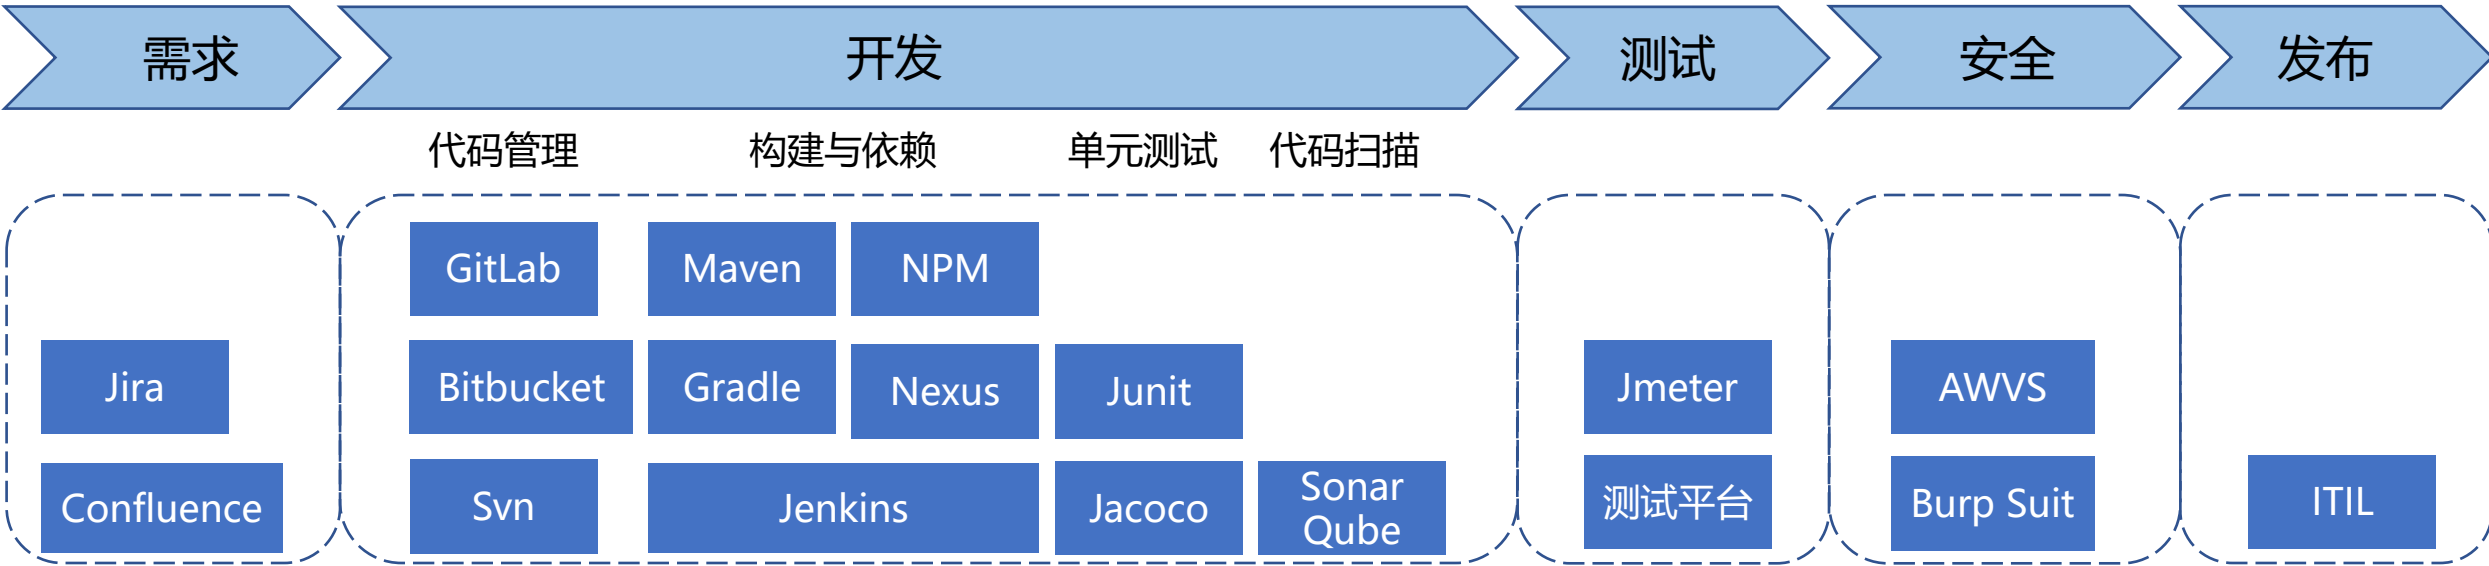 需求
开发
测试
安全
发布
代码管理
构建与依赖
单元测试
代码扫描
GitLab
Maven
NPM
Jira
Bitbucket
Gradle
Nexus
Junit
Jmeter
AWVS
Confluence
Svn
Jenkins
Jacoco
Sonar
Qube
测试平台
Burp Suit
ITIL